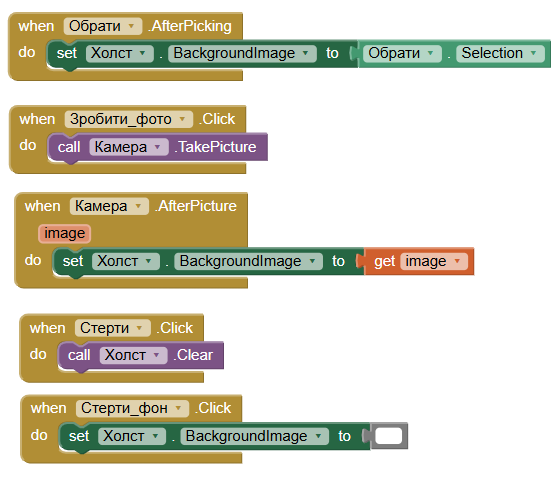 when Обрати .AfterPicking
do set Холст . BackgroundImage to Обрати . Selection
when Зробити_фото .Click
do call Камера .TakePicture
when Камера .AfterPicture
image
do set Холст . BackgroundImage to get image
when Стерти .Click
do call Холст .Clear
when Стерти_фон .Click
do set Холст . BackgroundImage to